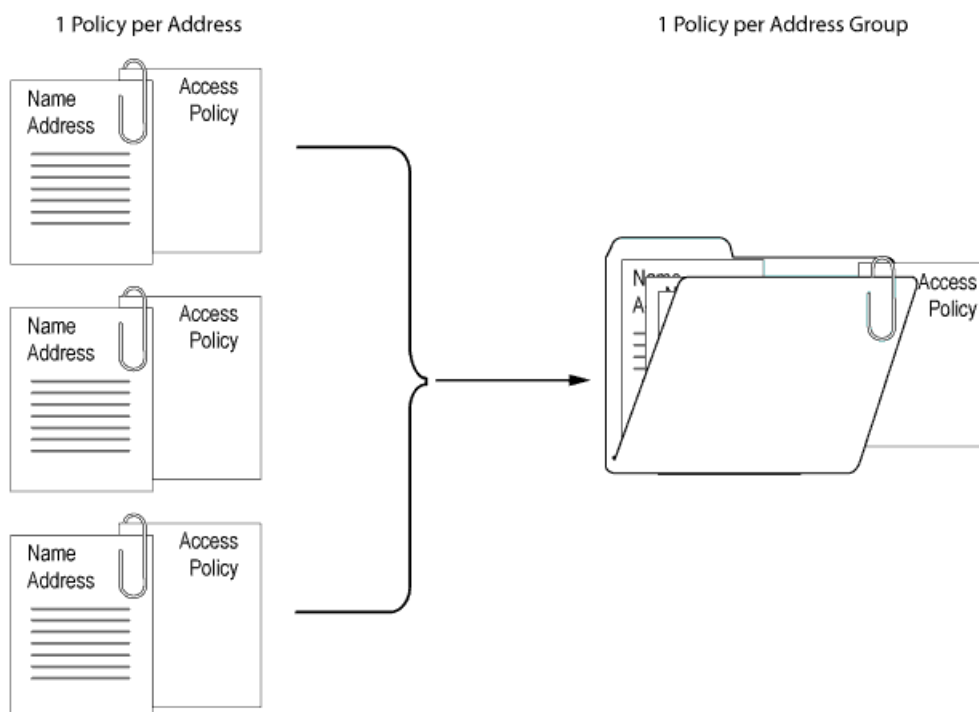 1 Policy per Address
1 Policy per Address Group
Name
Address
Access
Policy
Name
Address
Access
Policy
Name
Address
Access
Policy
Name
A
Access
Policy